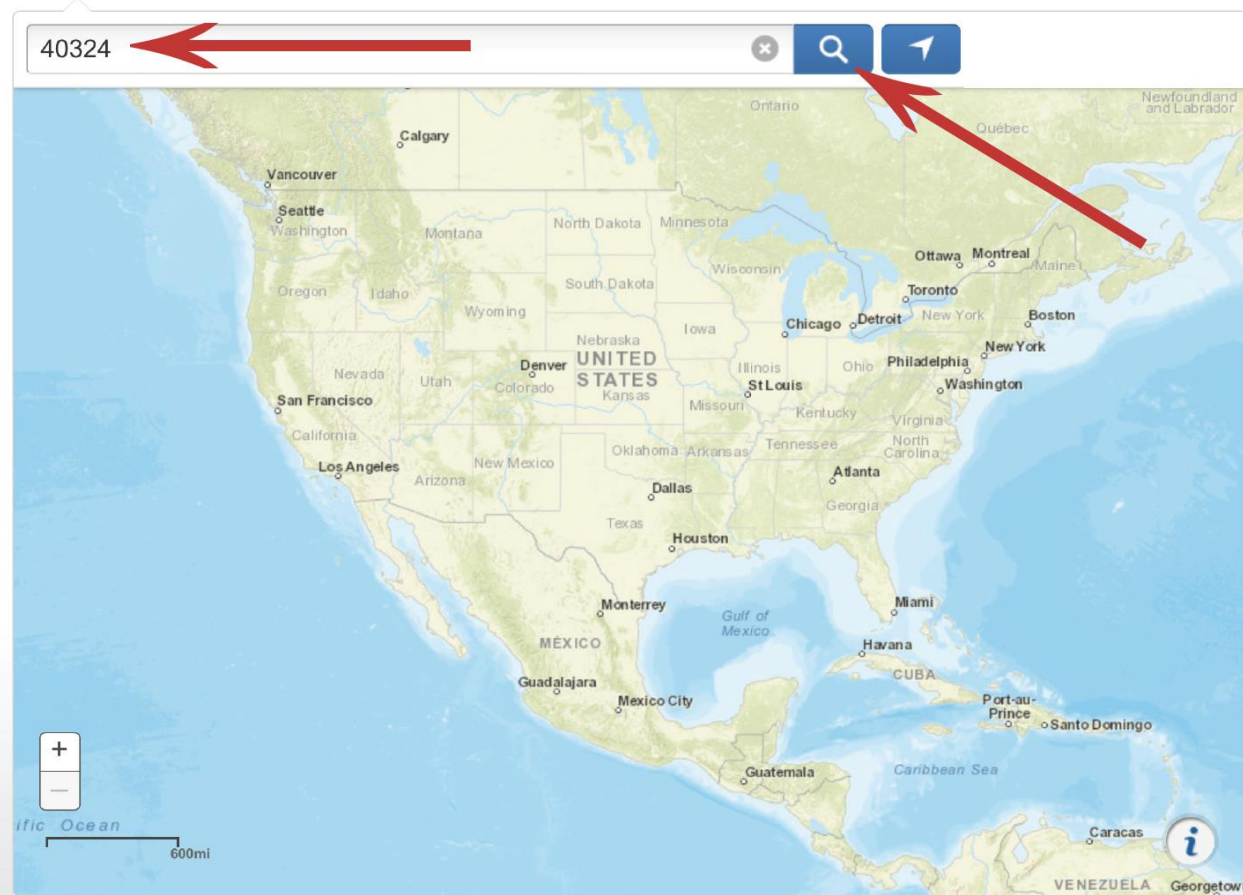 40324
Ontario
Newfoundland
and Labrador
Québec
Calgary
Vancouver
Seattle
Washington
Montana
North Dakota
Minnesota
Ottawa
Montreal
Maine
Wisconsin
Oregon
Idaho
South Dakota
Toronto
Wyoming
Chicago
Detroit
New York
Boston
Iowa
Nebraska
New York
UNITED
STATES
Denver
Illinois
Ohio
Philadelphia
Nevada
Utah
Colorado
Kansas
St Louis
Washington
San Francisco
Missouri
Kentucky
Virginia
California
Oklahoma
Arkansas
Tennessee
North
Carolina
Los Angeles
Arizona
New Mexico
Atlanta
Dallas
Georgia
Texas
Houston
Monterrey
Gulf of
Mexico
Miami
MÉXICO
Havana
CUBA
Guadalajara
Mexico City
Port-au-
Prince
Santo Domingo
+
−
Guatemala
Caribbean Sea
ific Ocean
600mi
Caracas
i
VENEZUELA
Georgetow